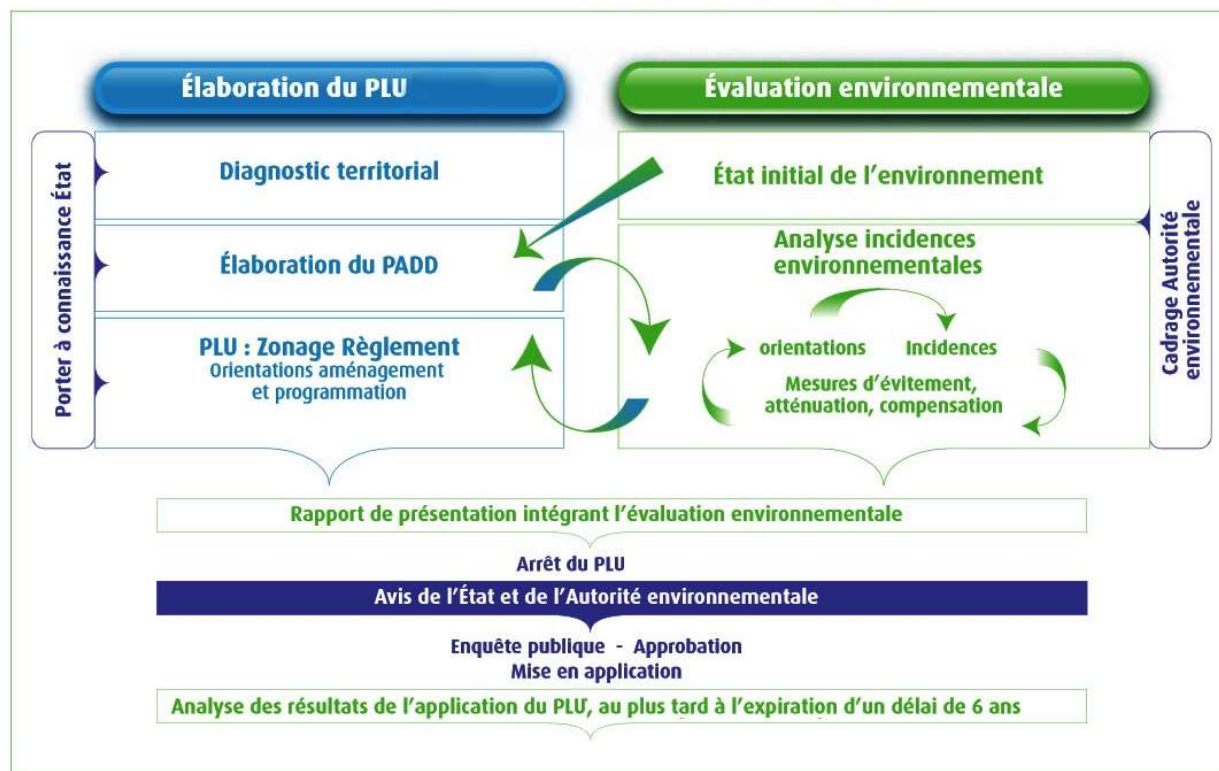 Élaboration du PLU
Évaluation environnementale
Porter à connaissance État
Diagnostic territorial
Élaboration du PADD
PLU : Zonage Règlement
Orientations aménagement
et programmation
État initial de l'environnement
Analyse incidences
environnementales
orientations
Incidences
Mesures d'évitement,
atténuation, compensation
Cadrage Autorité
environnementale
Rapport de présentation intégrant l'évaluation environnementale
Arrêt du PLU
Avis de l'État et de l'Autorité environnementale
Enquête publique - Approbation
Mise en application
Analyse des résultats de l'application du PLU, au plus tard à l'expiration d'un délai de 6 ans